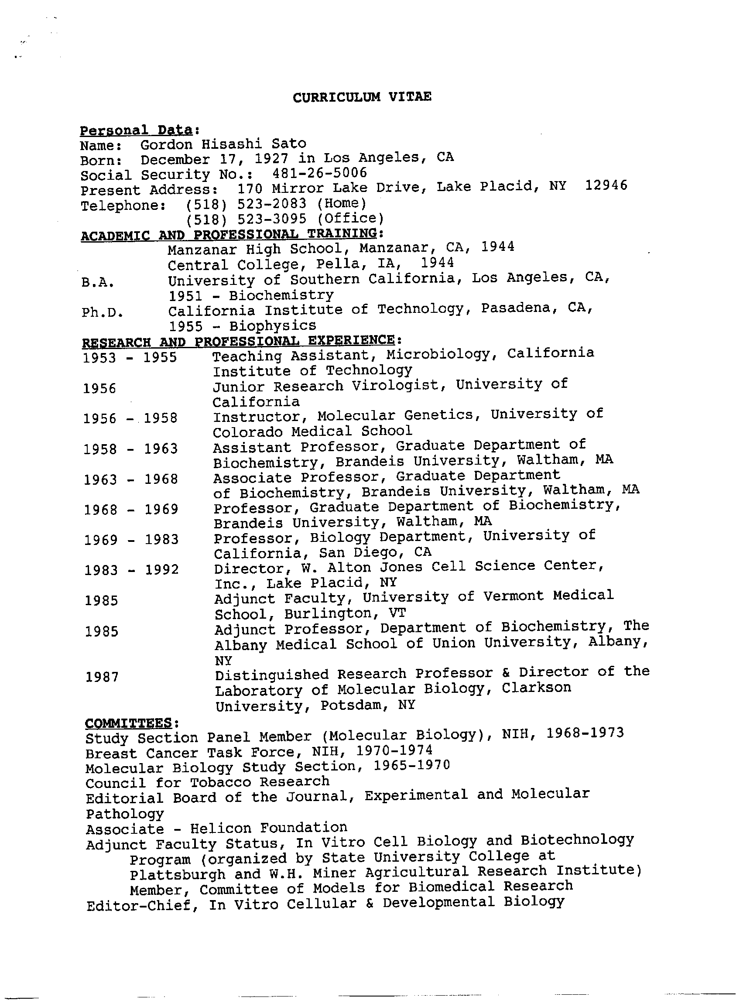 CURRICULUM VITAE
Personal Data:
Name: Gordon Hisashi Sato
Born: December 17, 1927 in Los Angeles, CA
Social Security No.: 481-26-5006
Present Address: 170 Mirror Lake Drive, Lake Placid, NY 12946
Telephone: (518) 523-2083 (Home)
(518) 523-3095 (Office)
ACADEMIC AND PROFESSIONAL TRAINING:
Manzanar High School, Manzanar, CA, 1944
Central College, Pella, IA, 1944
B.A. University of Southern California, Los Angeles, CA,
1951 - Biochemistry
Ph.D. California Institute of Technology, Pasadena, CA,
1955 - Biophysics
RESEARCH AND PROFESSIONAL EXPERIENCE:
1953 - 1955 Teaching Assistant, Microbiology, California
Institute of Technology
1956 Junior Research Virologist, University of
California
1956 - 1958 Instructor, Molecular Genetics, University of
Colorado Medical School
1958 - 1963 Assistant Professor, Graduate Department of
Biochemistry, Brandeis University, Waltham, MA
1963 - 1968 Associate Professor, Graduate Department
of Biochemistry, Brandeis University, Waltham, MA
1968 - 1969 Professor, Graduate Department of Biochemistry,
Brandeis University, Waltham, MA
1969 - 1983 Professor, Biology Department, University of
California, San Diego, CA
1983 - 1992 Director, W. Alton Jones Cell Science Center,
Inc., Lake Placid, NY
1985 Adjunct Faculty, University of Vermont Medical
School, Burlington, VT
1985 Adjunct Professor, Department of Biochemistry, The
Albany Medical School of Union University, Albany,
NY
1987 Distinguished Research Professor & Director of the
Laboratory of Molecular Biology, Clarkson
University, Potsdam, NY
COMMITTEES:
Study Section Panel Member (Molecular Biology), NIH, 1968-1973
Breast Cancer Task Force, NIH, 1970-1974
Molecular Biology Study Section, 1965-1970
Council for Tobacco Research
Editorial Board of the Journal, Experimental and Molecular
Pathology
Associate - Helicon Foundation
Adjunct Faculty Status, In Vitro Cell Biology and Biotechnology
Program (organized by State University College at
Plattsburgh and W.H. Miner Agricultural Research Institute)
Member, Committee of Models for Biomedical Research
Editor-Chief, In Vitro Cellular & Developmental Biology